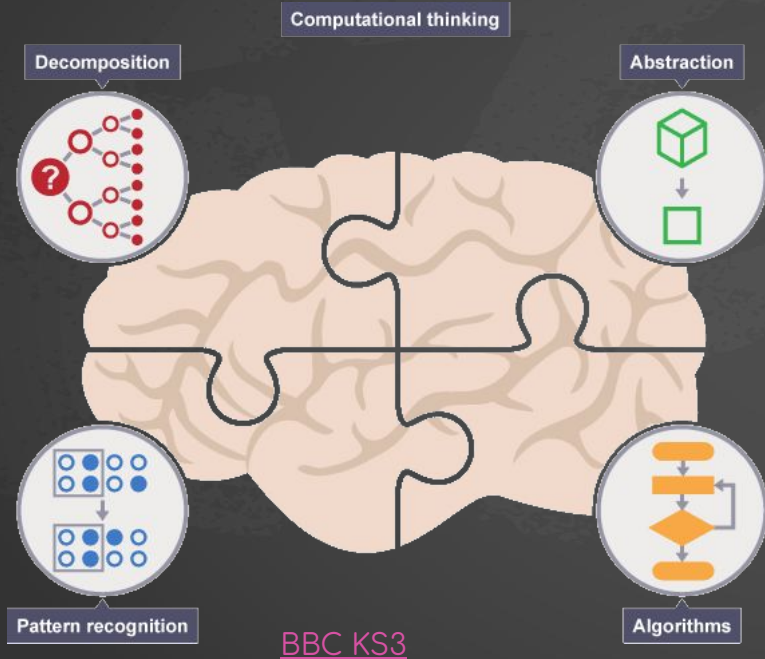 Computational thinking
Decomposition
Abstraction
?
Pattern recognition
Algorithms
BBC KS3